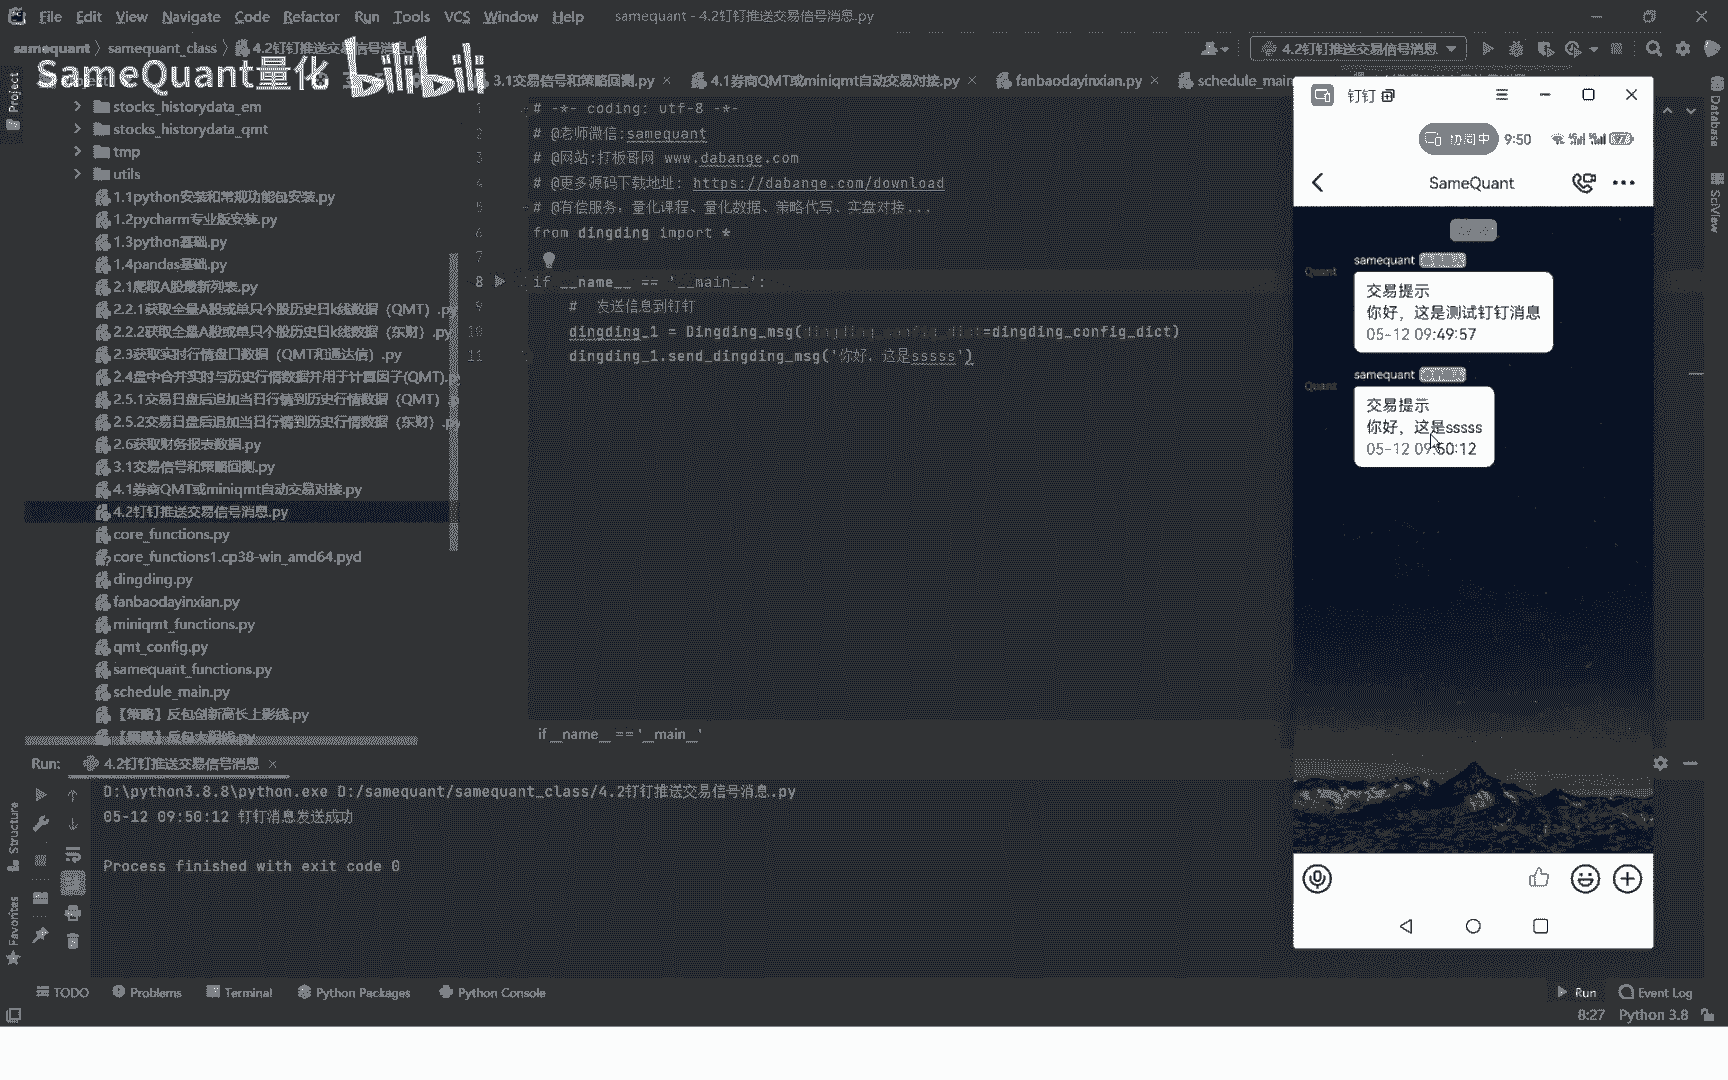 File Edit View Navigate Code Refactor Run Tools VCS Window Help samequant - 4.2钉钉推送交易信号消息.py
samequant samequant_class 4.2钉钉推送交易信号消息.py 4.2钉钉推送交易信号消息
SameQuant量化 bilibili
3.1交易信号和策略回测.py 4.1券商QMT或miniqmt自动交易对接.py fanbaodayinxian.py schedule_main
Project
stocks_historydata_em
stocks_historydata_qmt
tmp
utils
1.1python安装和常规功能包安装.py
1.2pycharm专业版安装.py
1.3python基础.py
1.4pandas基础.py
2.1爬取A股最新列表.py
2.2.1获取全量A股或单只个股历史日k线数据（QMT）.py
2.2.2获取全量A股或单只个股历史日k线数据（东财）.py
2.3获取实时行情盘口数据（QMT和通达信）.py
2.4盘中合并实时与历史行情数据并用于计算因子(QMT).py
2.5.1交易日盘后追加当日行情到历史行情数据（QMT）.py
2.5.2交易日盘后追加当日行情到历史行情数据（东财）.py
2.6获取财务报表数据.py
3.1交易信号和策略回测.py
4.1券商QMT或miniqmt自动交易对接.py
4.2钉钉推送交易信号消息.py
core_functions.py
core_functions1.cp38-win_amd64.pyd
dingding.py
fanbaodayinxian.py
miniqmt_functions.py
qmt_config.py
samequant_functions.py
schedule_main.py
【策略】反包创新高长上影线.py
【策略】反包大阴线.py
1 # -*- coding: utf-8 -*-
2 # @老师微信:samequant
3 # @网站:打板哥网 www.dabange.com
4 # @更多源码下载地址: https://dabange.com/download
5 # @有偿服务：量化课程、量化数据、策略代写、实盘对接...
6 from dingding import *
7
8 if __name__ == '__main__':
9 # 发送信息到钉钉
10 dingding_1 = Dingding_msg(dingding_config_dict=dingding_config_dict)
11 dingding_1.send_dingding_msg('你好，这是sssss')
if __name__ == '__main__'
Database
SciView
钉钉
协同中 9:50
SameQuant
Quant
samequant
交易提示
你好，这是测试钉钉消息
05-12 09:49:57
Quant
samequant
交易提示
你好，这是sssss
05-12 09:50:12
Run: 4.2钉钉推送交易信号消息
D:\python3.8.8\python.exe D:/samequant/samequant_class/4.2钉钉推送交易信号消息.py
05-12 09:50:12 钉钉消息发送成功
Process finished with exit code 0
Structure
Favorites
TODO Problems Terminal Python Packages Python Console Run Event Log
8:27 Python 3.8